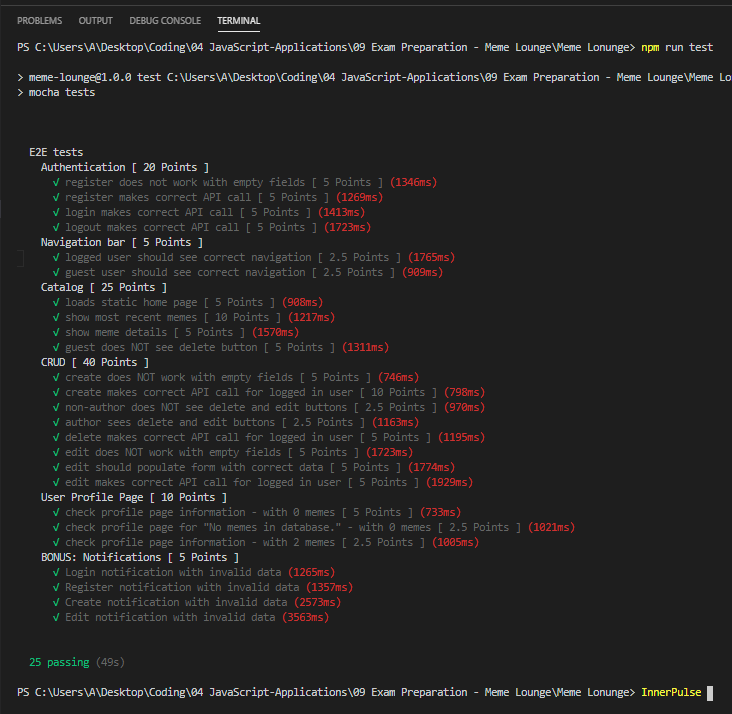 PROBLEMS OUTPUT DEBUG CONSOLE TERMINAL
PS C:\Users\A\Desktop\Coding\04 JavaScript-Applications\09 Exam Preparation - Meme Lounge\Meme Lonunge> npm run test
> meme-lounge@1.0.0 test C:\Users\A\Desktop\Coding\04 JavaScript-Applications\09 Exam Preparation - Meme Lounge\Meme Lo
> mocha tests
E2E tests
Authentication [ 20 Points ]
√ register does not work with empty fields [ 5 Points ] (1346ms)
√ register makes correct API call [ 5 Points ] (1269ms)
√ login makes correct API call [ 5 Points ] (1413ms)
√ logout makes correct API call [ 5 Points ] (1723ms)
Navigation bar [ 5 Points ]
√ logged user should see correct navigation [ 2.5 Points ] (1765ms)
√ guest user should see correct navigation [ 2.5 Points ] (909ms)
Catalog [ 25 Points ]
√ loads static home page [ 5 Points ] (908ms)
√ show most recent memes [ 10 Points ] (1217ms)
√ show meme details [ 5 Points ] (1570ms)
√ guest does NOT see delete button [ 5 Points ] (1311ms)
CRUD [ 40 Points ]
√ create does NOT work with empty fields [ 5 Points ] (746ms)
√ create makes correct API call for logged in user [ 10 Points ] (798ms)
√ non-author does NOT see delete and edit buttons [ 2.5 Points ] (970ms)
√ author sees delete and edit buttons [ 2.5 Points ] (1163ms)
√ delete makes correct API call for logged in user [ 5 Points ] (1195ms)
√ edit does NOT work with empty fields [ 5 Points ] (1723ms)
√ edit should populate form with correct data [ 5 Points ] (1774ms)
√ edit makes correct API call for logged in user [ 5 Points ] (1929ms)
User Profile Page [ 10 Points ]
√ check profile page information - with 0 memes [ 5 Points ] (733ms)
√ check profile page for "No memes in database." - with 0 memes [ 2.5 Points ] (1021ms)
√ check profile page information - with 2 memes [ 2.5 Points ] (1005ms)
BONUS: Notifications [ 5 Points ]
√ Login notification with invalid data (1265ms)
√ Register notification with invalid data (1357ms)
√ Create notification with invalid data (2573ms)
√ Edit notification with invalid data (3563ms)
25 passing (49s)
PS C:\Users\A\Desktop\Coding\04 JavaScript-Applications\09 Exam Preparation - Meme Lounge\Meme Lonunge> InnerPulse